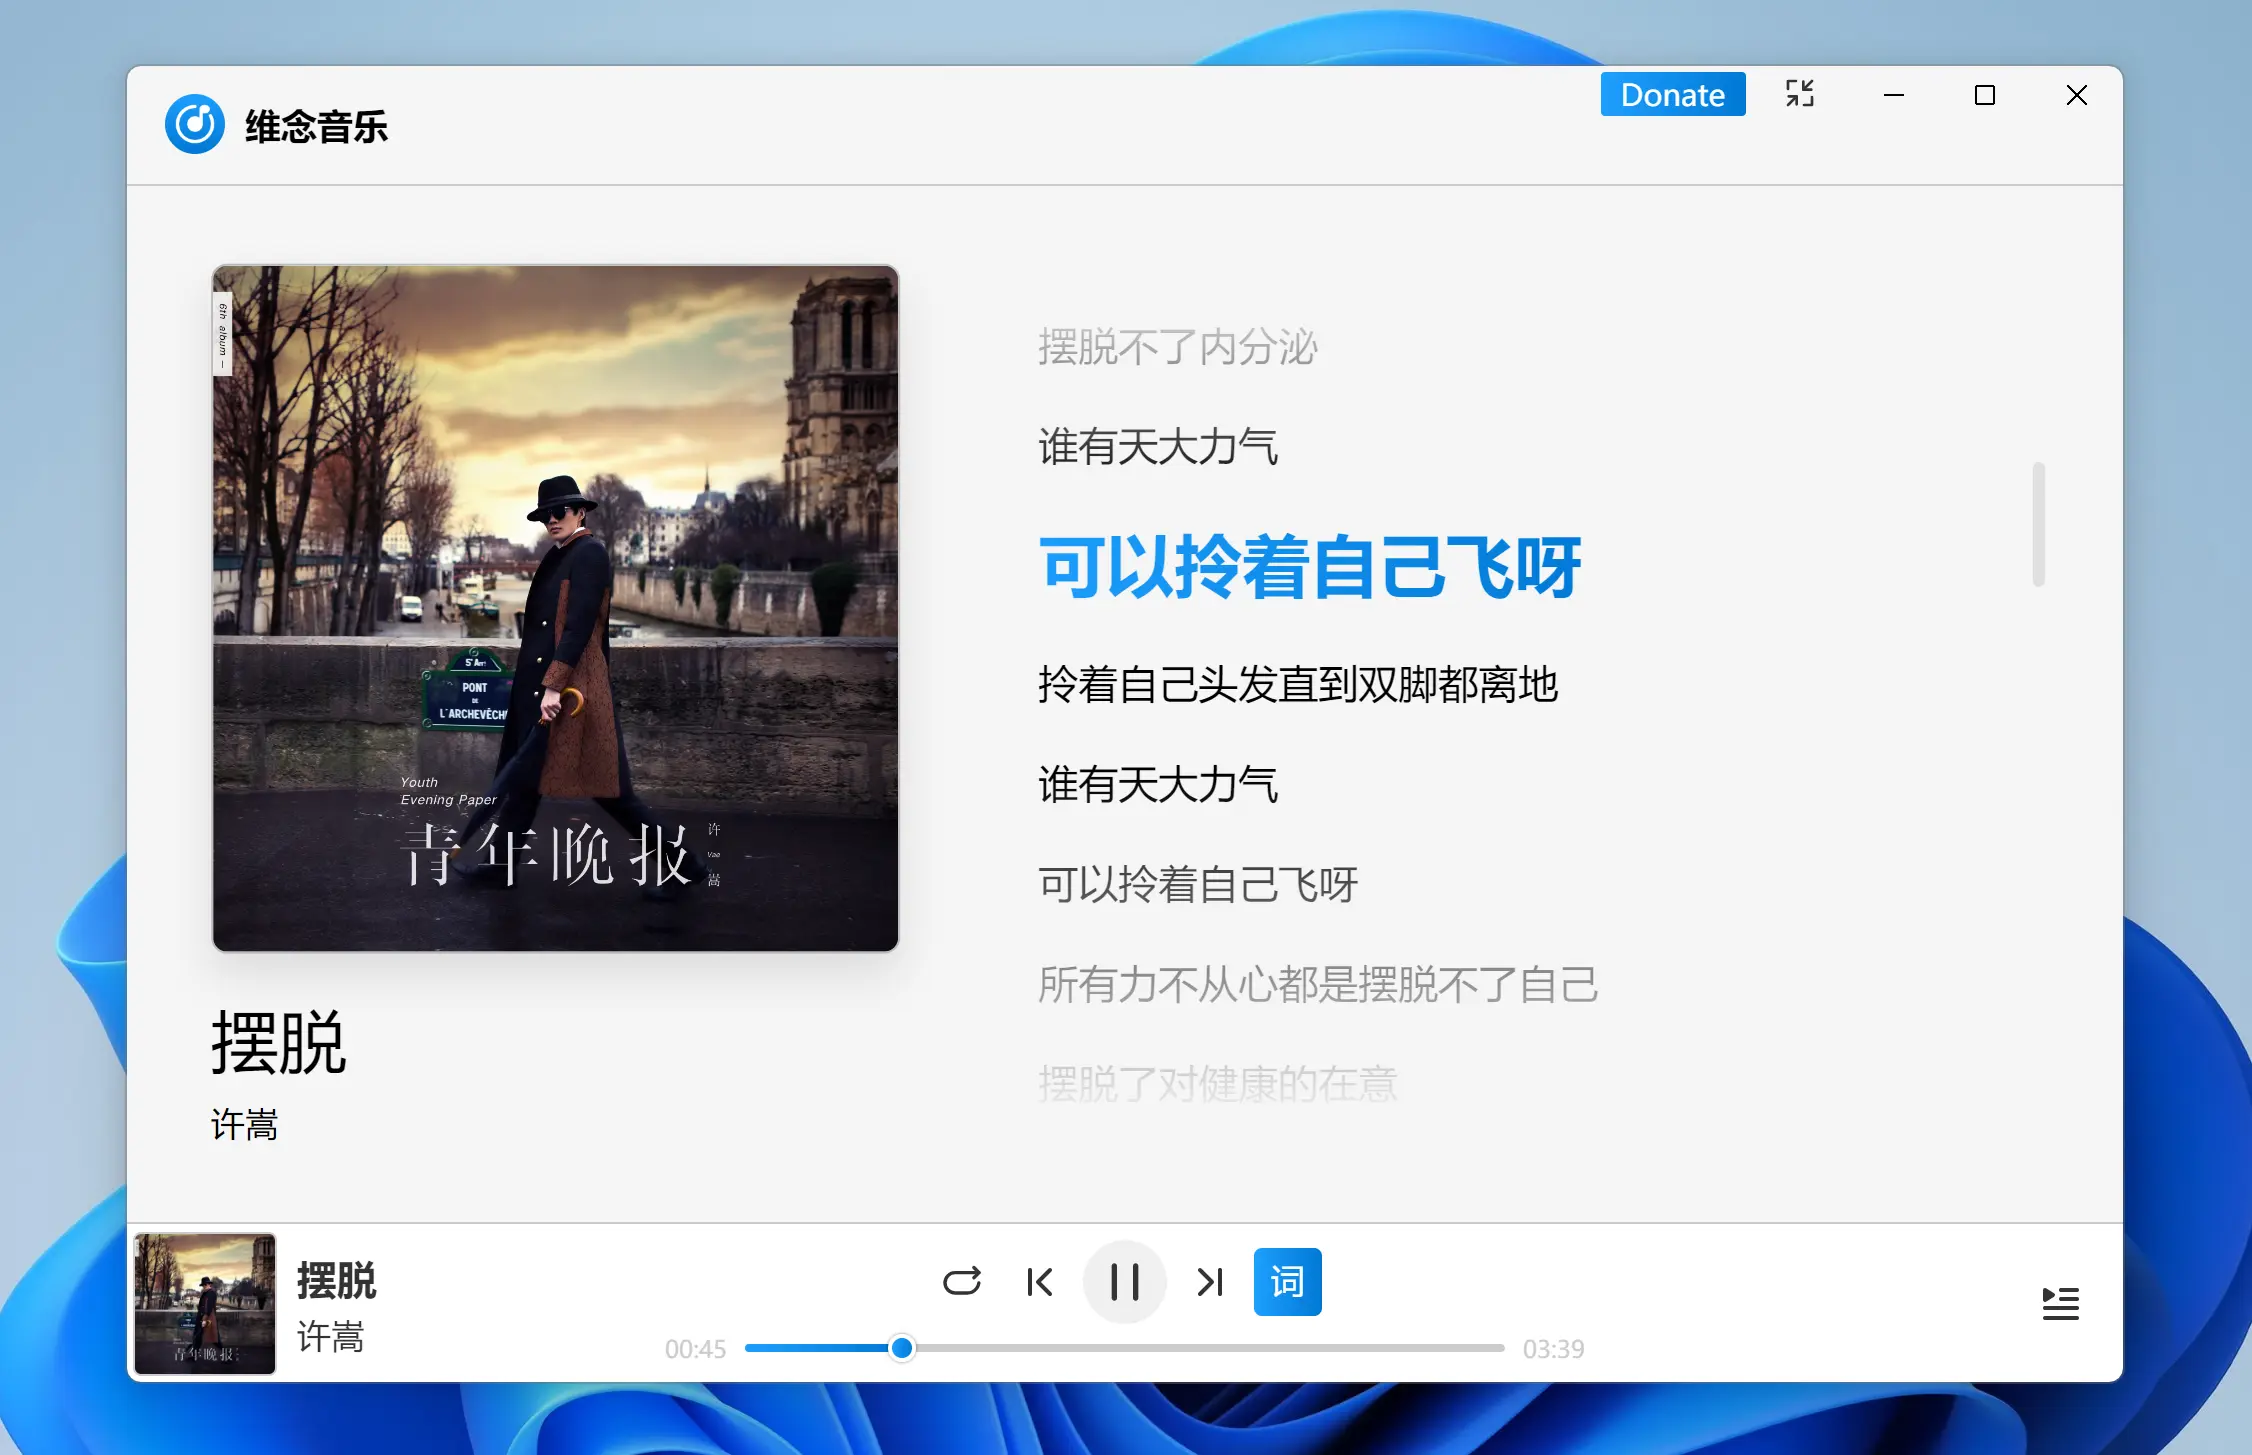 维念音乐
Donate
6th album —
S'Arr!
PONT
DE
L'ARCHEVÊCH
Youth
Evening Paper
青年晚报
许
Vae
嵩
摆脱
许嵩
摆脱不了内分泌
谁有天大力气
可以拎着自己飞呀
拎着自己头发直到双脚都离地
谁有天大力气
可以拎着自己飞呀
所有力不从心都是摆脱不了自己
摆脱了对健康的在意
青年晚报
摆脱
许嵩
词
00:45
03:39